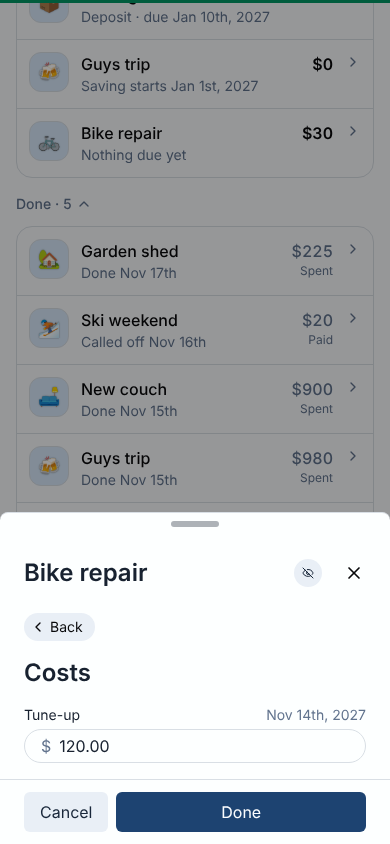 Deposit · due Jan 10th, 2027
Guys trip
$0
Saving starts Jan 1st, 2027
Bike repair
$30
Nothing due yet
Done · 5
Garden shed
$225
Done Nov 17th
Spent
Ski weekend
$20
Called off Nov 16th
Paid
New couch
$900
Done Nov 15th
Spent
Guys trip
$980
Done Nov 15th
Spent
Bike repair
Back
Costs
Tune-up
Nov 14th, 2027
$ 120.00
Cancel
Done